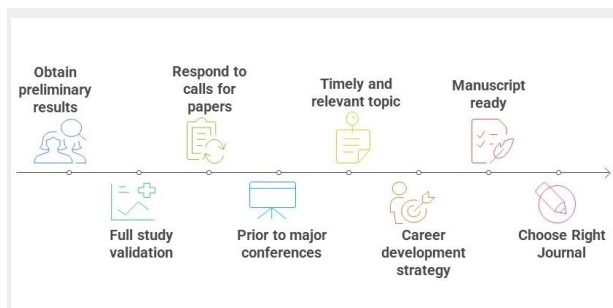 Obtain
preliminary
results
Full study
validation
Respond to
calls for
papers
Prior to major
conferences
Timely and
relevant topic
Career
development
strategy
Manuscript
ready
Choose Right
Journal